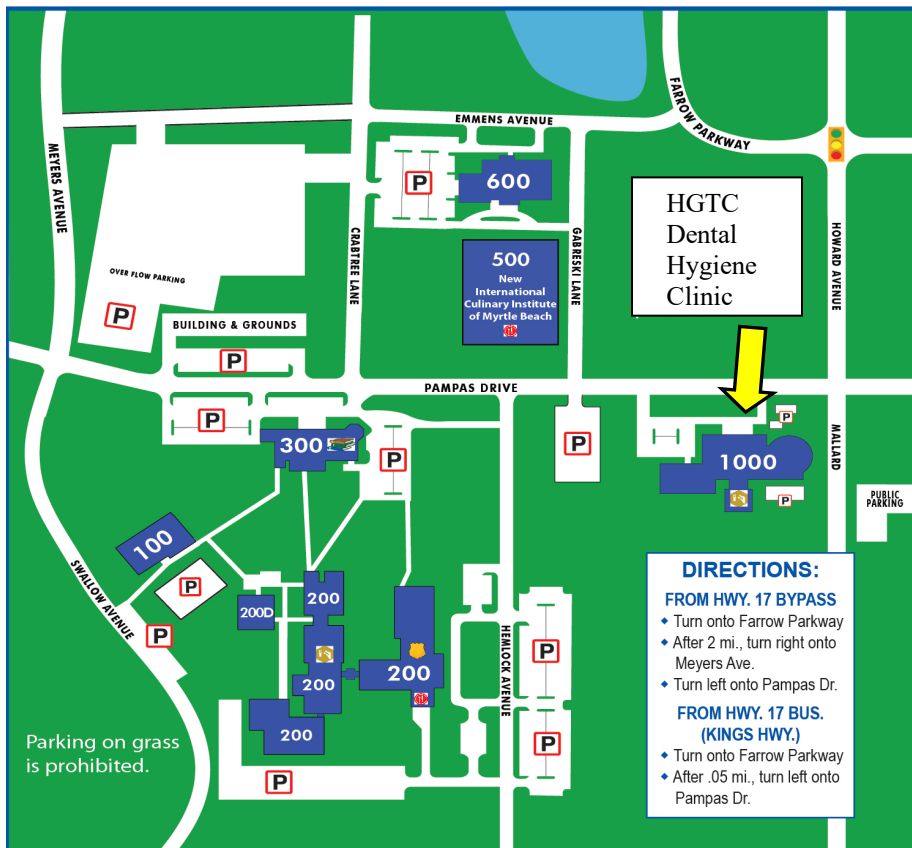 EMMENS AVENUE
FARROW PARKWAY
MEYERS AVENUE
P
600
HGTC
Dental
Hygiene
Clinic
CRABTREE LANE
GABRESKI LANE
HOWARD AVENUE
500
New
International
Culinary Institute
of Myrtle Beach
OVER FLOW PARKING
P
BUILDING & GROUNDS
P
PAMPAS DRIVE
P
300
P
P
P
1000
MALLARD
P
PUBLIC
PARKING
100
P
SWALLOW AVENUE
P
200D
200
200
200
200
HEMLOCK AVENUE
P
P
P
Parking on grass
is prohibited.
DIRECTIONS:
FROM HWY. 17 BYPASS
Turn onto Farrow Parkway
After 2 mi., turn right onto
Meyers Ave.
Turn left onto Pampas Dr.
FROM HWY. 17 BUS.
(KINGS HWY.)
Turn onto Farrow Parkway
After .05 mi., turn left onto
Pampas Dr.